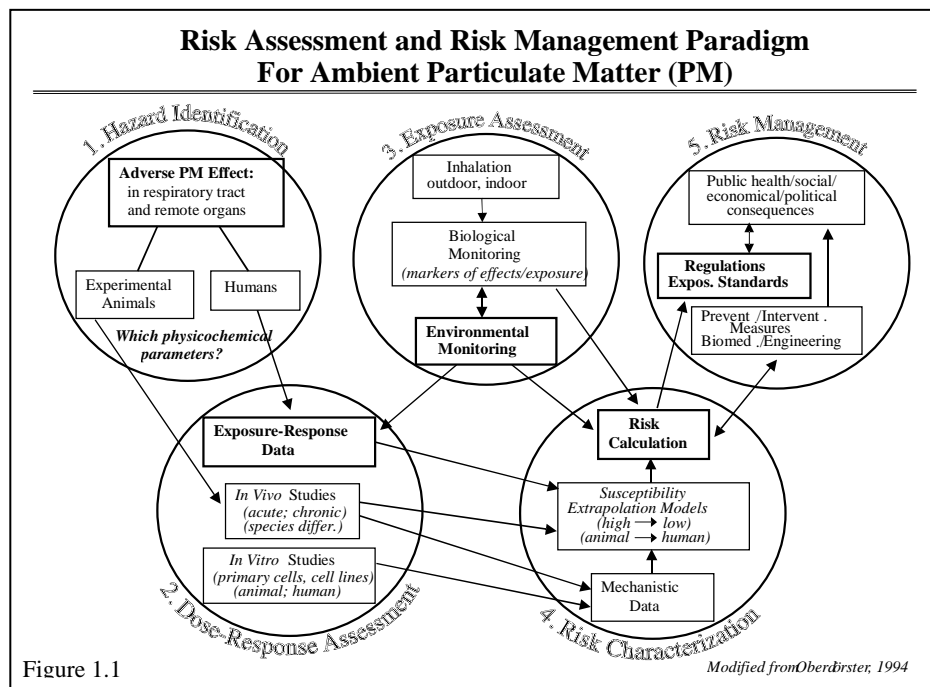 Risk Assessment and Risk Management Paradigm
For Ambient Particulate Matter (PM)
1. Hazard Identification
Adverse PM Effect:
in respiratory tract
and remote organs
Experimental
Animals
Humans
Which physicochemical
parameters?
3. Exposure Assessment
Inhalation
outdoor, indoor
Biological
Monitoring
(markers of effects/exposure)
Environmental
Monitoring
5. Risk Management
Public health/social/
economical/political
consequences
Regulations
Expos. Standards
Prevent ./Intervent .
Measures
Biomed ./Engineering
Exposure-Response
Data
In Vivo Studies
(acute; chronic)
(species differ.)
In Vitro Studies
(primary cells, cell lines)
(animal; human)
2. Dose-Response Assessment
Risk
Calculation
Susceptibility
Extrapolation Models
(high → low)
(animal → human)
Mechanistic
Data
4. Risk Characterization
Figure 1.1
Modified fromOberdörster, 1994